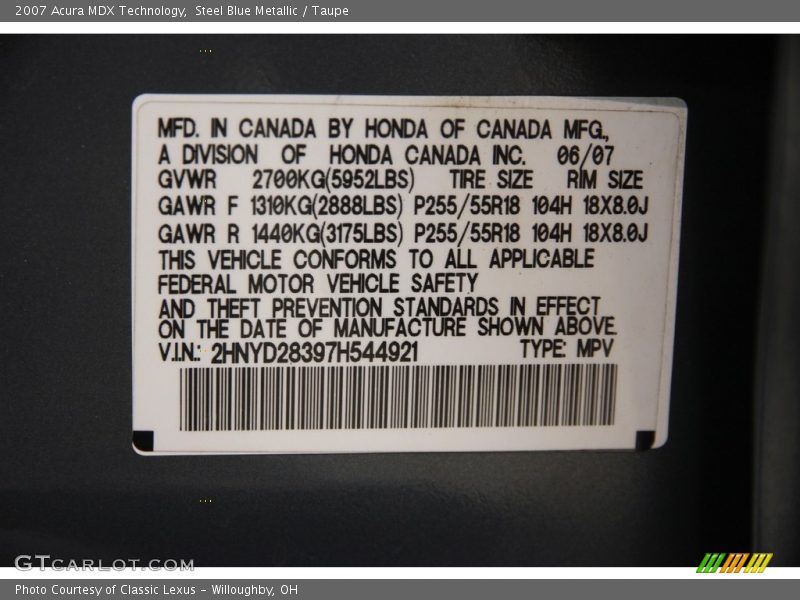 2007 Acura MDX Technology, Steel Blue Metallic / Taupe
MFD. IN CANADA BY HONDA OF CANADA MFG.,
A DIVISION OF HONDA CANADA INC. 06/07
GVWR 2700KG(5952LBS) TIRE SIZE RIM SIZE
GAWR F 1310KG(2888LBS) P255/55R18 104H 18X8.0J
GAWR R 1440KG(3175LBS) P255/55R18 104H 18X8.0J
THIS VEHICLE CONFORMS TO ALL APPLICABLE
FEDERAL MOTOR VEHICLE SAFETY
AND THEFT PREVENTION STANDARDS IN EFFECT
ON THE DATE OF MANUFACTURE SHOWN ABOVE.
V.I.N.: 2HNYD28397H544921 TYPE: MPV
GTCARLOT.COM
Photo Courtesy of Classic Lexus - Willoughby, OH